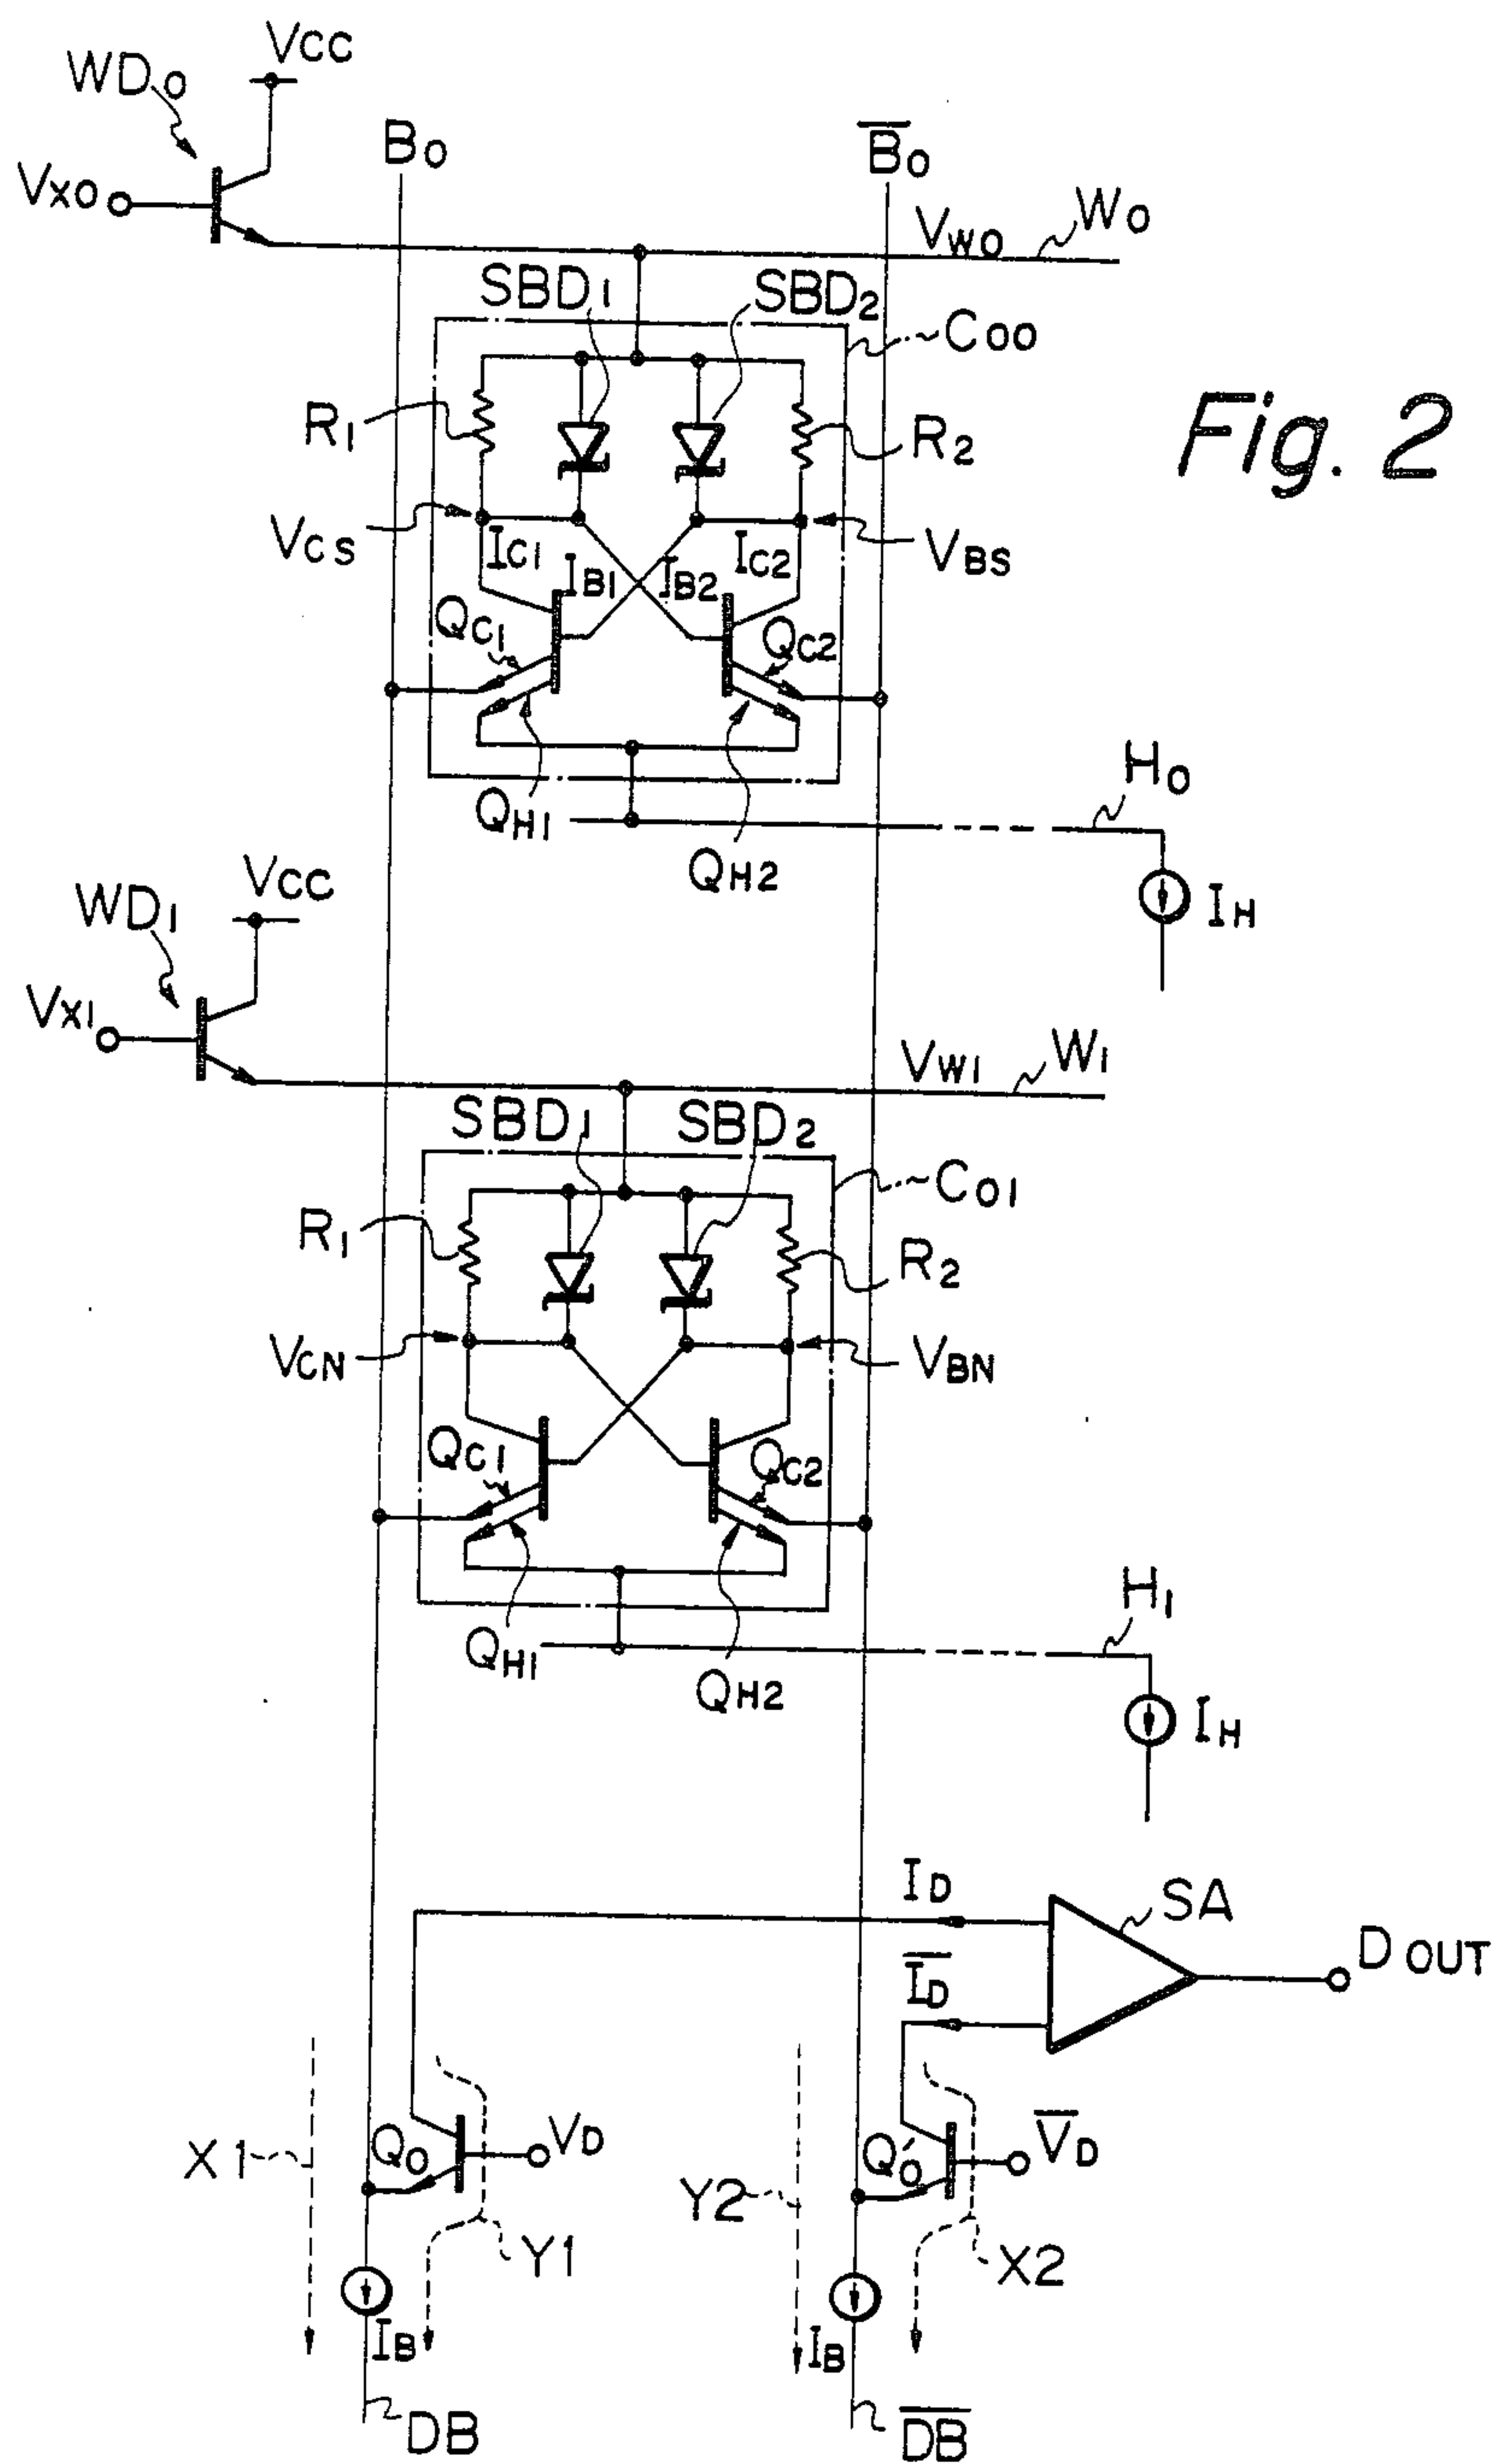 Vcc
WD0
B0
B̅0̅
VX0
VW0
W0
SBD1
SBD2
C00
R1
R2
Fig. 2
VCS
IC1
IB1
IB2
IC2
VBS
QC1
QC2
QH1
QH2
H0
IH
Vcc
WD1
VX1
VW1
W1
SBD1
SBD2
C01
R1
R2
VCN
VBN
QC1
QC2
QH1
QH2
H1
IH
ID
SA
DOUT
I̅D̅
X1
Q0
VD
Y2
Q0'
V̅D
Y1
X2
IB
IB
DB
D̅B̅